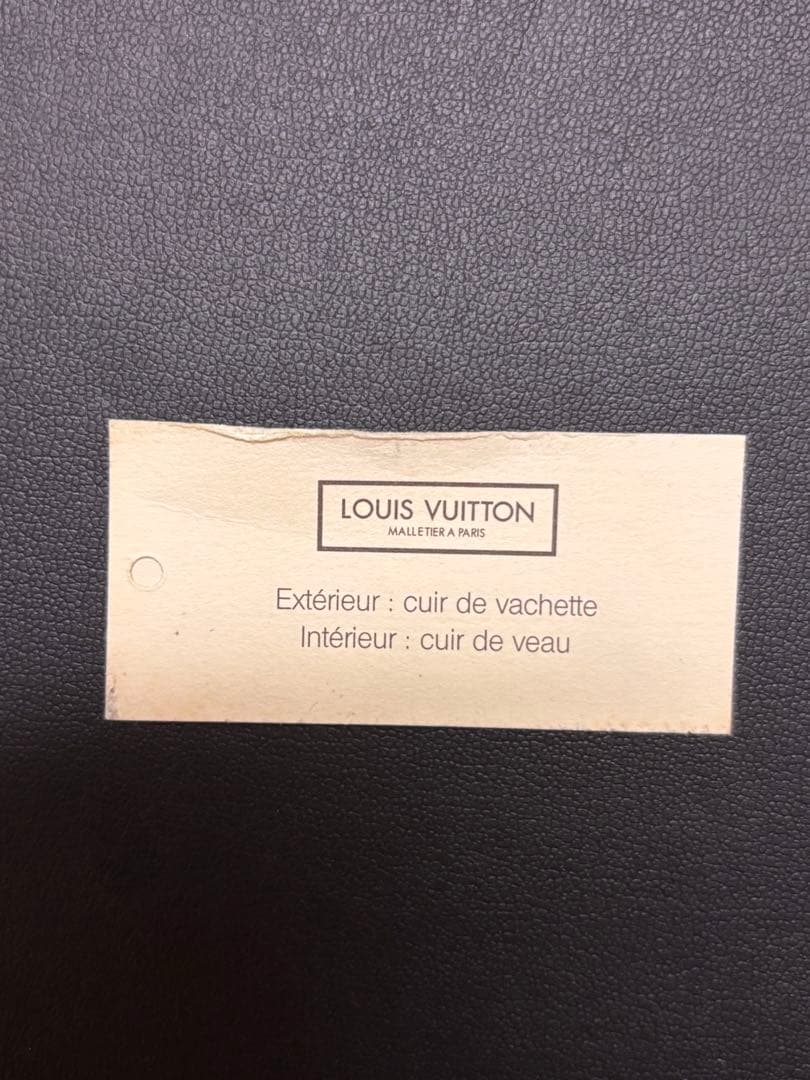 LOUIS VUITTON
MALLETIER A PARIS
Extérieur : cuir de vachette
Intérieur : cuir de veau